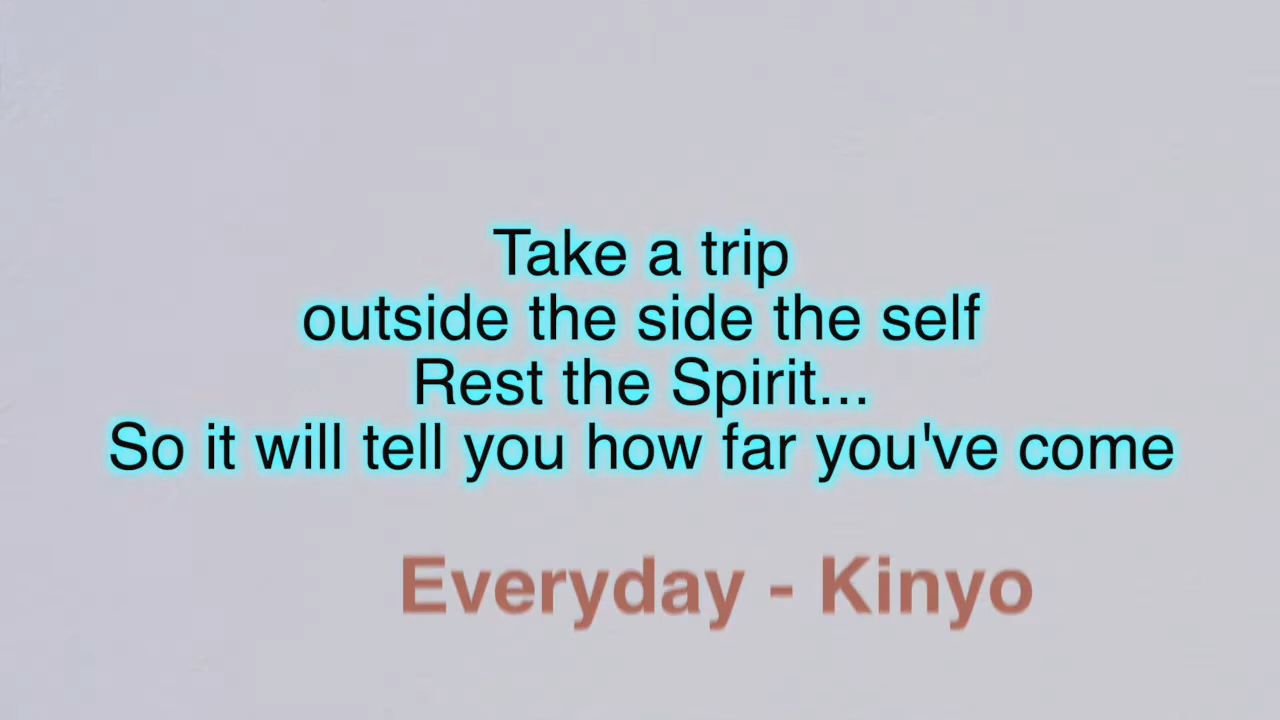 Take a trip
outside the side the self
Rest the Spirit...
So it will tell you how far you've come
Everyday - Kinyo